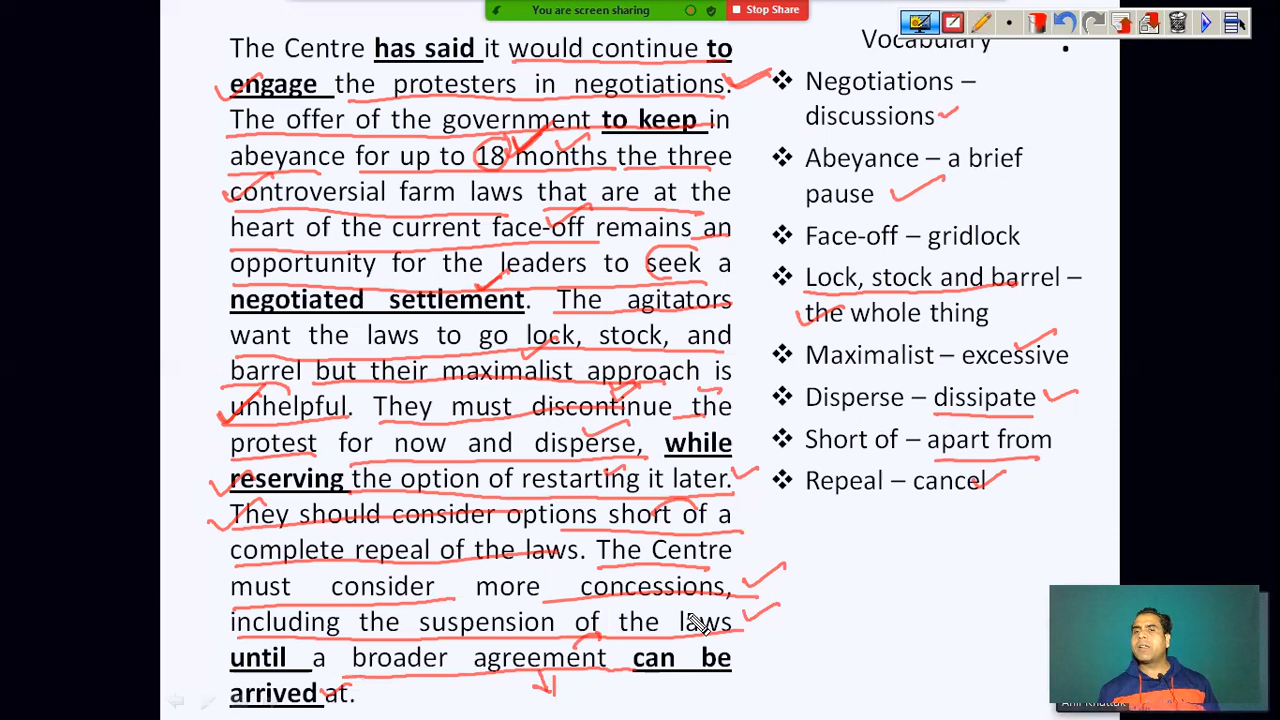 You are screen sharing
Stop Share
The Centre has said it would continue to
engage the protesters in negotiations.
The offer of the government to keep in
abeyance for up to 18 months the three
controversial farm laws that are at the
heart of the current face-off remains an
opportunity for the leaders to seek a
negotiated settlement. The agitators
want the laws to go lock, stock, and
barrel but their maximalist approach is
unhelpful. They must discontinue the
protest for now and disperse, while
reserving the option of restarting it later.
They should consider options short of a
complete repeal of the laws. The Centre
must consider more concessions,
including the suspension of the laws
until a broader agreement can be
arrived at.
Vocabulary
❖ Negotiations –
discussions
❖ Abeyance – a brief
pause
❖ Face-off – gridlock
❖ Lock, stock and barrel –
the whole thing
❖ Maximalist – excessive
❖ Disperse – dissipate
❖ Short of – apart from
❖ Repeal – cancel